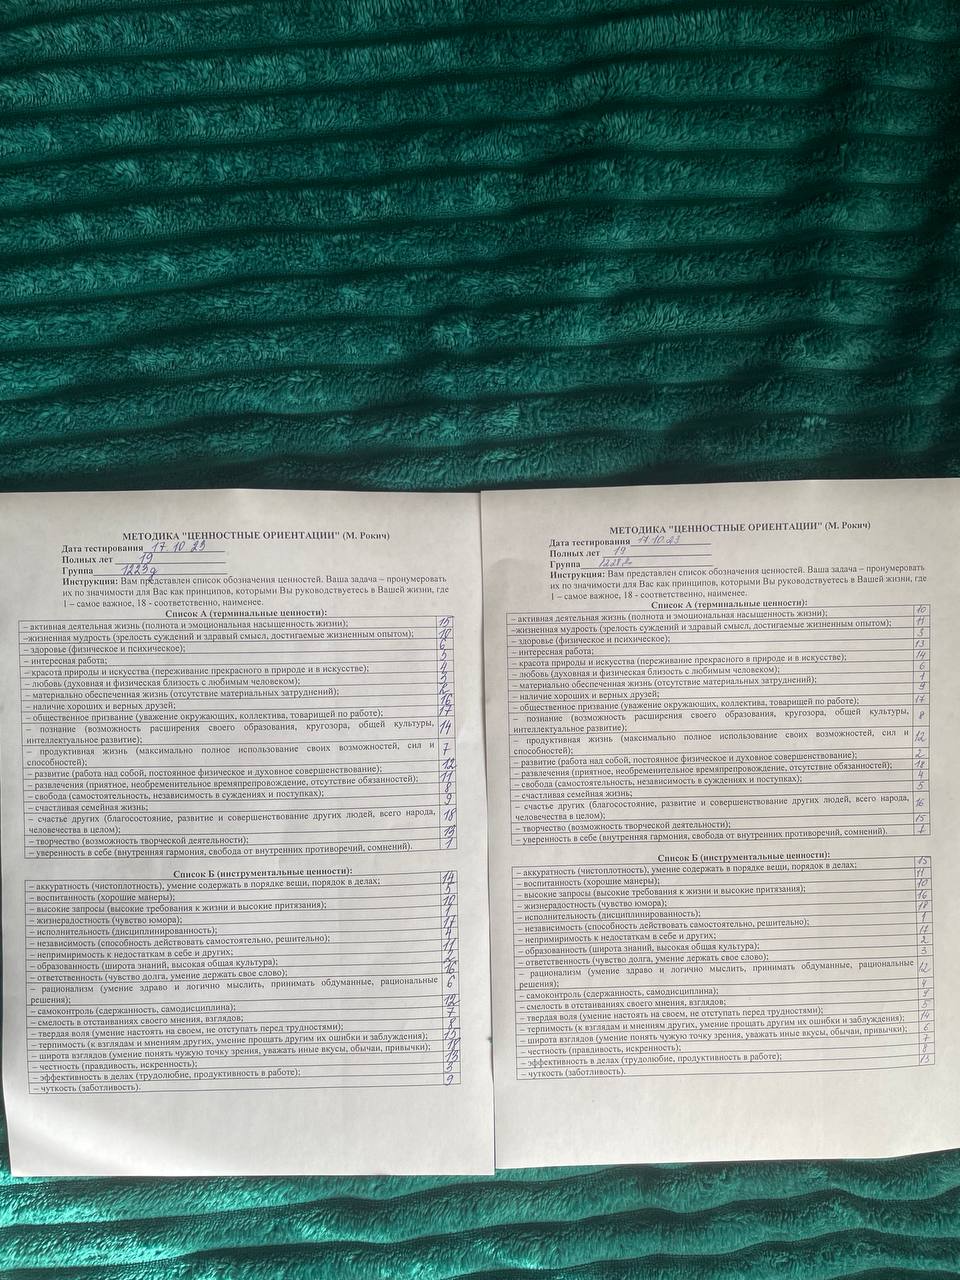 МЕТОДИКА "ЦЕННОСТНЫЕ ОРИЕНТАЦИИ" (М. Рокич)
Дата тестирования 17.10.23
Полных лет 19
Группа 1223д
Инструкция: Вам представлен список обозначения ценностей. Ваша задача – пронумеровать
их по значимости для Вас как принципов, которыми Вы руководствуетесь в Вашей жизни, где
1 – самое важное, 18 - соответственно, наименее.
Список А (терминальные ценности):
– активная деятельная жизнь (полнота и эмоциональная насыщенность жизни); 15
–жизненная мудрость (зрелость суждений и здравый смысл, достигаемые жизненным опытом); 10
– здоровье (физическое и психическое); 6
– интересная работа; 5
– красота природы и искусства (переживание прекрасного в природе и в искусстве); 4
– любовь (духовная и физическая близость с любимым человеком); 3
– материально обеспеченная жизнь (отсутствие материальных затруднений); 2
– наличие хороших и верных друзей; 16
– общественное призвание (уважение окружающих, коллектива, товарищей по работе); 17
– познание (возможность расширения своего образования, кругозора, общей культуры, 14
интеллектуальное развитие);
– продуктивная жизнь (максимально полное использование своих возможностей, сил и 7
способностей);
– развитие (работа над собой, постоянное физическое и духовное совершенствование); 12
– развлечения (приятное, необременительное времяпрепровождение, отсутствие обязанностей); 11
– свобода (самостоятельность, независимость в суждениях и поступках); 8
– счастливая семейная жизнь; 9
– счастье других (благосостояние, развитие и совершенствование других людей, всего народа, 18
человечества в целом);
– творчество (возможность творческой деятельности); 13
– уверенность в себе (внутренняя гармония, свобода от внутренних противоречий, сомнений). 1
Список Б (инструментальные ценности):
– аккуратность (чистоплотность), умение содержать в порядке вещи, порядок в делах; 14
– воспитанность (хорошие манеры); 5
– высокие запросы (высокие требования к жизни и высокие притязания); 10
– жизнерадостность (чувство юмора); 1
– исполнительность (дисциплинированность); 17
– независимость (способность действовать самостоятельно, решительно); 4
– непримиримость к недостаткам в себе и других; 11
– образованность (широта знаний, высокая общая культура); 2
– ответственность (чувство долга, умение держать свое слово); 16
– рационализм (умение здраво и логично мыслить, принимать обдуманные, рациональные 6
решения);
– самоконтроль (сдержанность, самодисциплина); 12
– смелость в отстаиваниях своего мнения, взглядов; 7
– твердая воля (умение настоять на своем, не отступать перед трудностями); 8
– терпимость (к взглядам и мнениям других, умение прощать другим их ошибки и заблуждения); 15
– широта взглядов (умение понять чужую точку зрения, уважать иные вкусы, обычаи, привычки); 18
– честность (правдивость, искренность); 13
– эффективность в делах (трудолюбие, продуктивность в работе); 3
– чуткость (заботливость). 9
МЕТОДИКА "ЦЕННОСТНЫЕ ОРИЕНТАЦИИ" (М. Рокич)
Дата тестирования 17.10.23
Полных лет 19
Группа
Инструкция: Вам представлен список обозначения ценностей. Ваша задача – пронумеровать
их по значимости для Вас как принципов, которыми Вы руководствуетесь в Вашей жизни, где
1 – самое важное, 18 - соответственно, наименее.
Список А (терминальные ценности):
– активная деятельная жизнь (полнота и эмоциональная насыщенность жизни); 10
–жизненная мудрость (зрелость суждений и здравый смысл, достигаемые жизненным опытом); 11
– здоровье (физическое и психическое); 3
– интересная работа; 13
– красота природы и искусства (переживание прекрасного в природе и в искусстве); 14
– любовь (духовная и физическая близость с любимым человеком); 6
– материально обеспеченная жизнь (отсутствие материальных затруднений); 1
– наличие хороших и верных друзей; 9
– общественное призвание (уважение окружающих, коллектива, товарищей по работе); 17
– познание (возможность расширения своего образования, кругозора, общей культуры, 8
интеллектуальное развитие);
– продуктивная жизнь (максимально полное использование своих возможностей, сил и 12
способностей);
– развитие (работа над собой, постоянное физическое и духовное совершенствование); 2
– развлечения (приятное, необременительное времяпрепровождение, отсутствие обязанностей); 18
– свобода (самостоятельность, независимость в суждениях и поступках); 4
– счастливая семейная жизнь; 5
– счастье других (благосостояние, развитие и совершенствование других людей, всего народа, 16
человечества в целом);
– творчество (возможность творческой деятельности); 15
– уверенность в себе (внутренняя гармония, свобода от внутренних противоречий, сомнений). 7
Список Б (инструментальные ценности):
– аккуратность (чистоплотность), умение содержать в порядке вещи, порядок в делах; 15
– воспитанность (хорошие манеры); 11
– высокие запросы (высокие требования к жизни и высокие притязания); 10
– жизнерадостность (чувство юмора); 16
– исполнительность (дисциплинированность); 18
– независимость (способность действовать самостоятельно, решительно); 1
– непримиримость к недостаткам в себе и других; 17
– образованность (широта знаний, высокая общая культура); 2
– ответственность (чувство долга, умение держать свое слово); 3
– рационализм (умение здраво и логично мыслить, принимать обдуманные, рациональные 12
решения);
– самоконтроль (сдержанность, самодисциплина); 4
– смелость в отстаиваниях своего мнения, взглядов; 9
– твердая воля (умение настоять на своем, не отступать перед трудностями); 5
– терпимость (к взглядам и мнениям других, умение прощать другим их ошибки и заблуждения); 14
– широта взглядов (умение понять чужую точку зрения, уважать иные вкусы, обычаи, привычки); 6
– честность (правдивость, искренность); 7
– эффективность в делах (трудолюбие, продуктивность в работе); 8
– чуткость (заботливость). 13